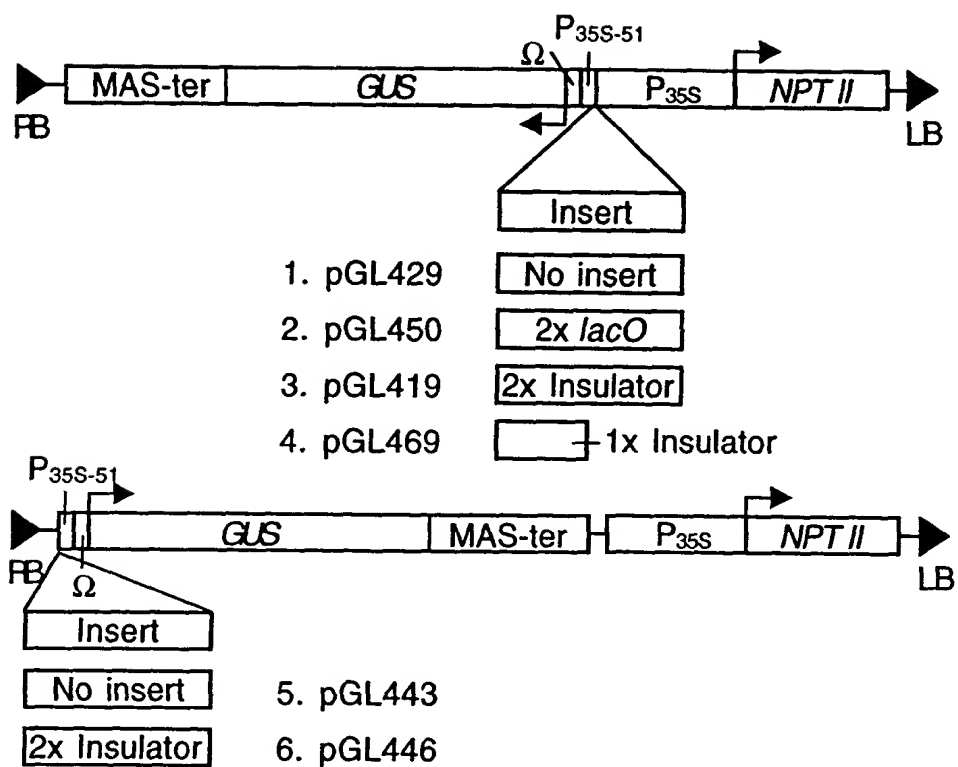 P35S-51
Ω
MAS-ter GUS P35S NPT II
RB LB
Insert
1. pGL429 No insert
2. pGL450 2x lacO
3. pGL419 2x Insulator
4. pGL469 1x Insulator
P35S-51
GUS MAS-ter P35S NPT II
RB Ω LB
Insert
No insert 5. pGL443
2x Insulator 6. pGL446